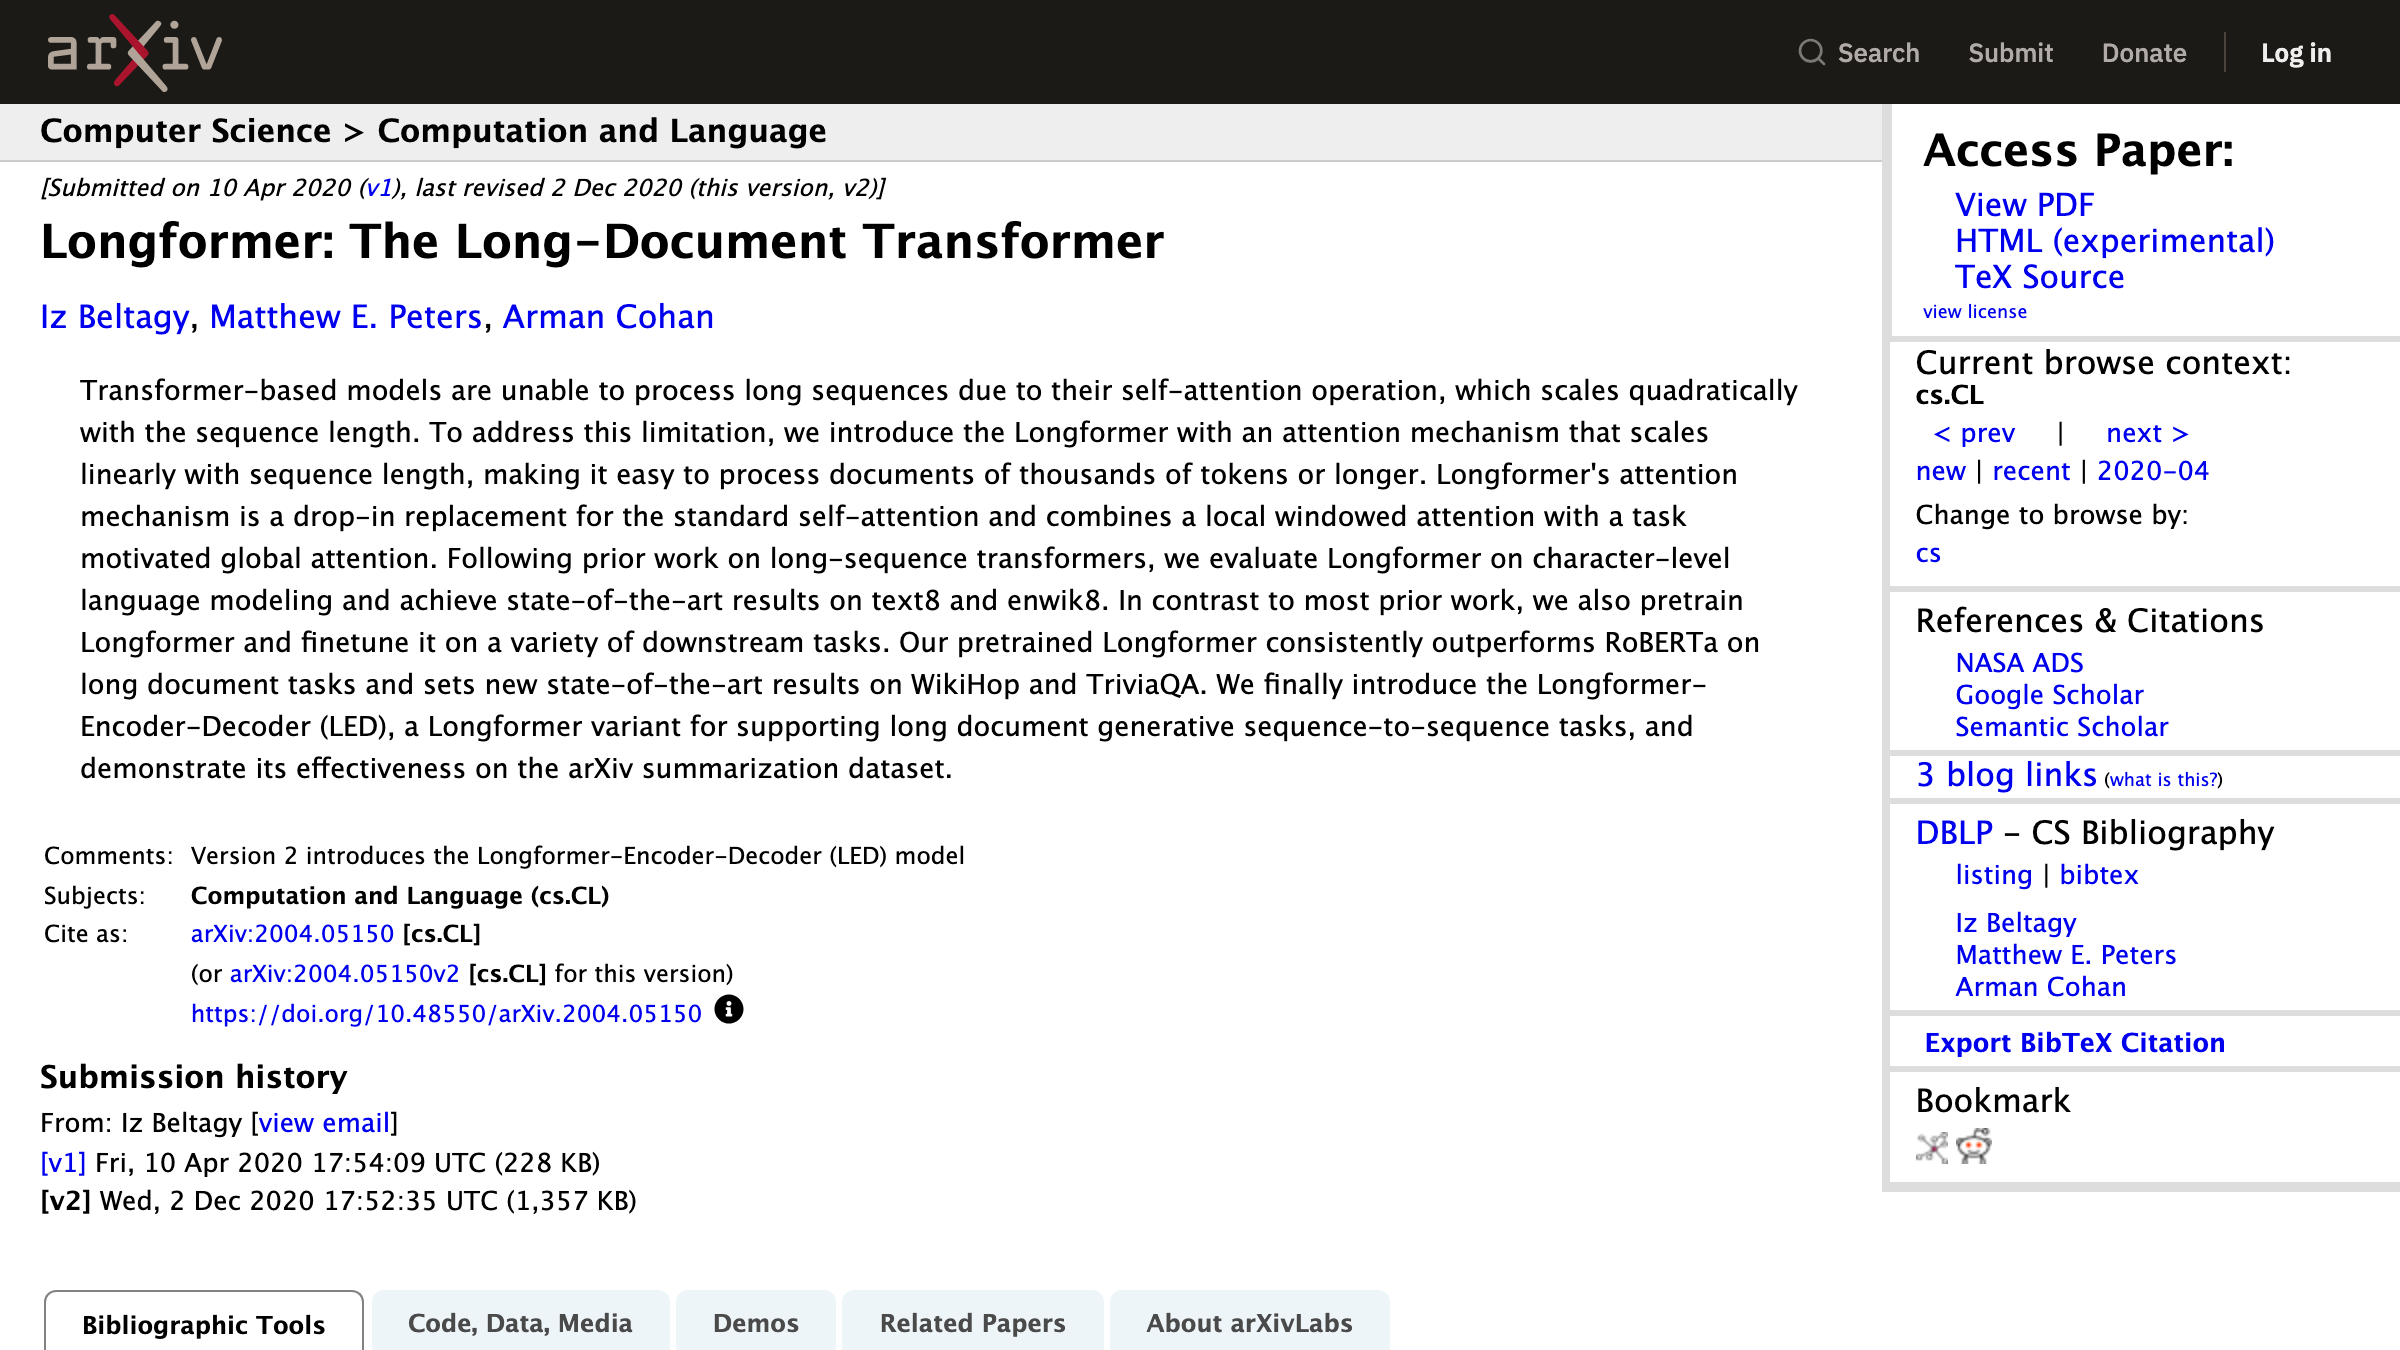 arXiv
Search
Submit
Donate
Log in
Computer Science > Computation and Language
[Submitted on 10 Apr 2020 (v1), last revised 2 Dec 2020 (this version, v2)]
Longformer: The Long-Document Transformer
Iz Beltagy, Matthew E. Peters, Arman Cohan
Transformer-based models are unable to process long sequences due to their self-attention operation, which scales quadratically
with the sequence length. To address this limitation, we introduce the Longformer with an attention mechanism that scales
linearly with sequence length, making it easy to process documents of thousands of tokens or longer. Longformer's attention
mechanism is a drop-in replacement for the standard self-attention and combines a local windowed attention with a task
motivated global attention. Following prior work on long-sequence transformers, we evaluate Longformer on character-level
language modeling and achieve state-of-the-art results on text8 and enwik8. In contrast to most prior work, we also pretrain
Longformer and finetune it on a variety of downstream tasks. Our pretrained Longformer consistently outperforms RoBERTa on
long document tasks and sets new state-of-the-art results on WikiHop and TriviaQA. We finally introduce the Longformer-
Encoder-Decoder (LED), a Longformer variant for supporting long document generative sequence-to-sequence tasks, and
demonstrate its effectiveness on the arXiv summarization dataset.
Comments: Version 2 introduces the Longformer-Encoder-Decoder (LED) model
Subjects: Computation and Language (cs.CL)
Cite as: arXiv:2004.05150 [cs.CL]
(or arXiv:2004.05150v2 [cs.CL] for this version)
https://doi.org/10.48550/arXiv.2004.05150
Submission history
From: Iz Beltagy [view email]
[v1] Fri, 10 Apr 2020 17:54:09 UTC (228 KB)
[v2] Wed, 2 Dec 2020 17:52:35 UTC (1,357 KB)
Access Paper:
View PDF
HTML (experimental)
TeX Source
view license
Current browse context:
cs.CL
< prev | next >
new | recent | 2020-04
Change to browse by:
cs
References & Citations
NASA ADS
Google Scholar
Semantic Scholar
3 blog links (what is this?)
DBLP - CS Bibliography
listing | bibtex
Iz Beltagy
Matthew E. Peters
Arman Cohan
Export BibTeX Citation
Bookmark
Bibliographic Tools
Code, Data, Media
Demos
Related Papers
About arXivLabs